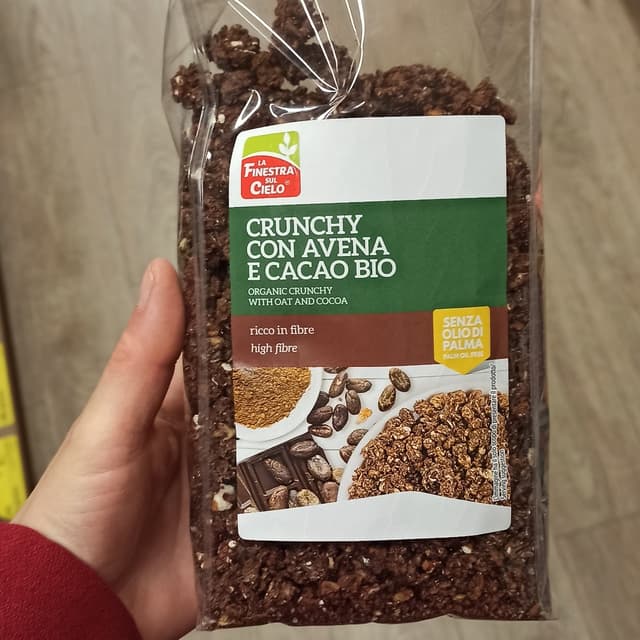 LA
FINESTRA
SUL
CIELO®
CRUNCHY
CON AVENA
E CACAO BIO
ORGANIC CRUNCHY
WITH OAT AND COCOA
ricco in fibre
high fibre
SENZA
OLIO DI
PALMA
PALM OIL FREE